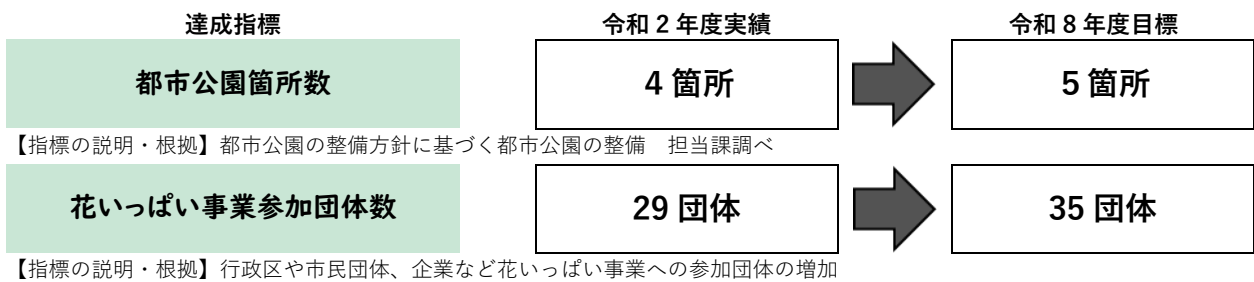 達成指標 令和２年度実績 令和８年度目標
都市公園箇所数 4 箇所 5 箇所
【指標の説明・根拠】都市公園の整備方針に基づく都市公園の整備　担当課調べ
花いっぱい事業参加団体数 29 団体 35 団体
【指標の説明・根拠】行政区や市民団体、企業など花いっぱい事業への参加団体の増加